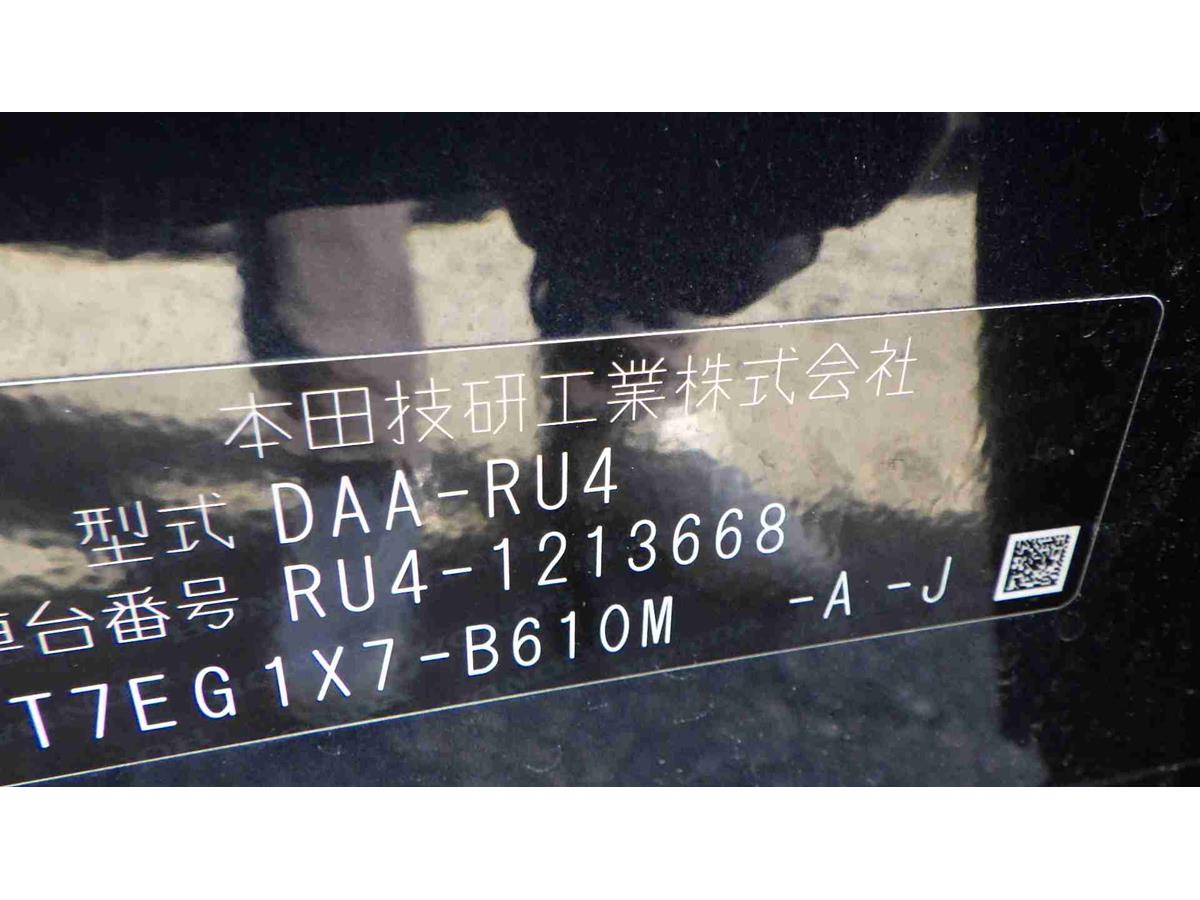 本田技研工業株式会社
型式 DAA-RU4
車台番号 RU4-1213668
T7EG1X7-B610M -A -J